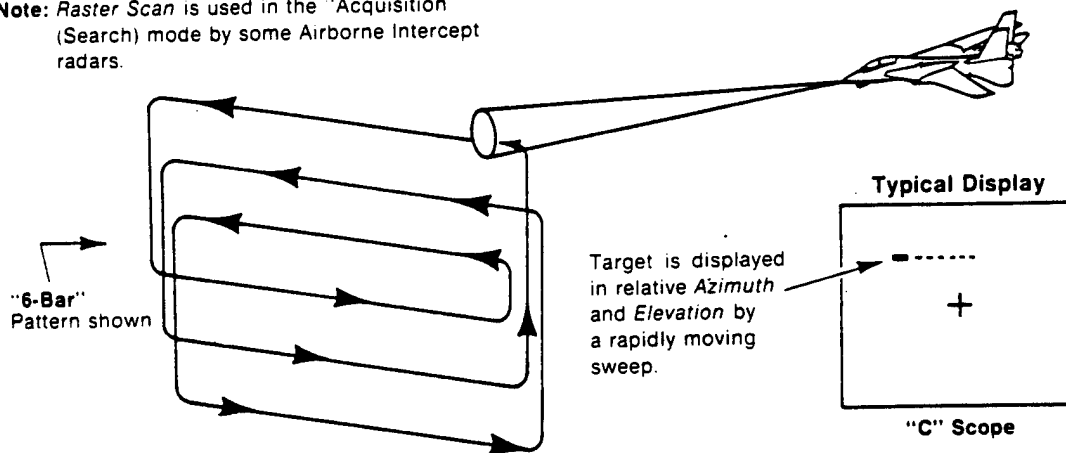 Note: Raster Scan is used in the "Acquisition
(Search) mode by some Airborne Intercept
radars.
Typical Display
Target is displayed
in relative Azimuth
and Elevation by
a rapidly moving
sweep.
"6-Bar"
Pattern shown
"C" Scope